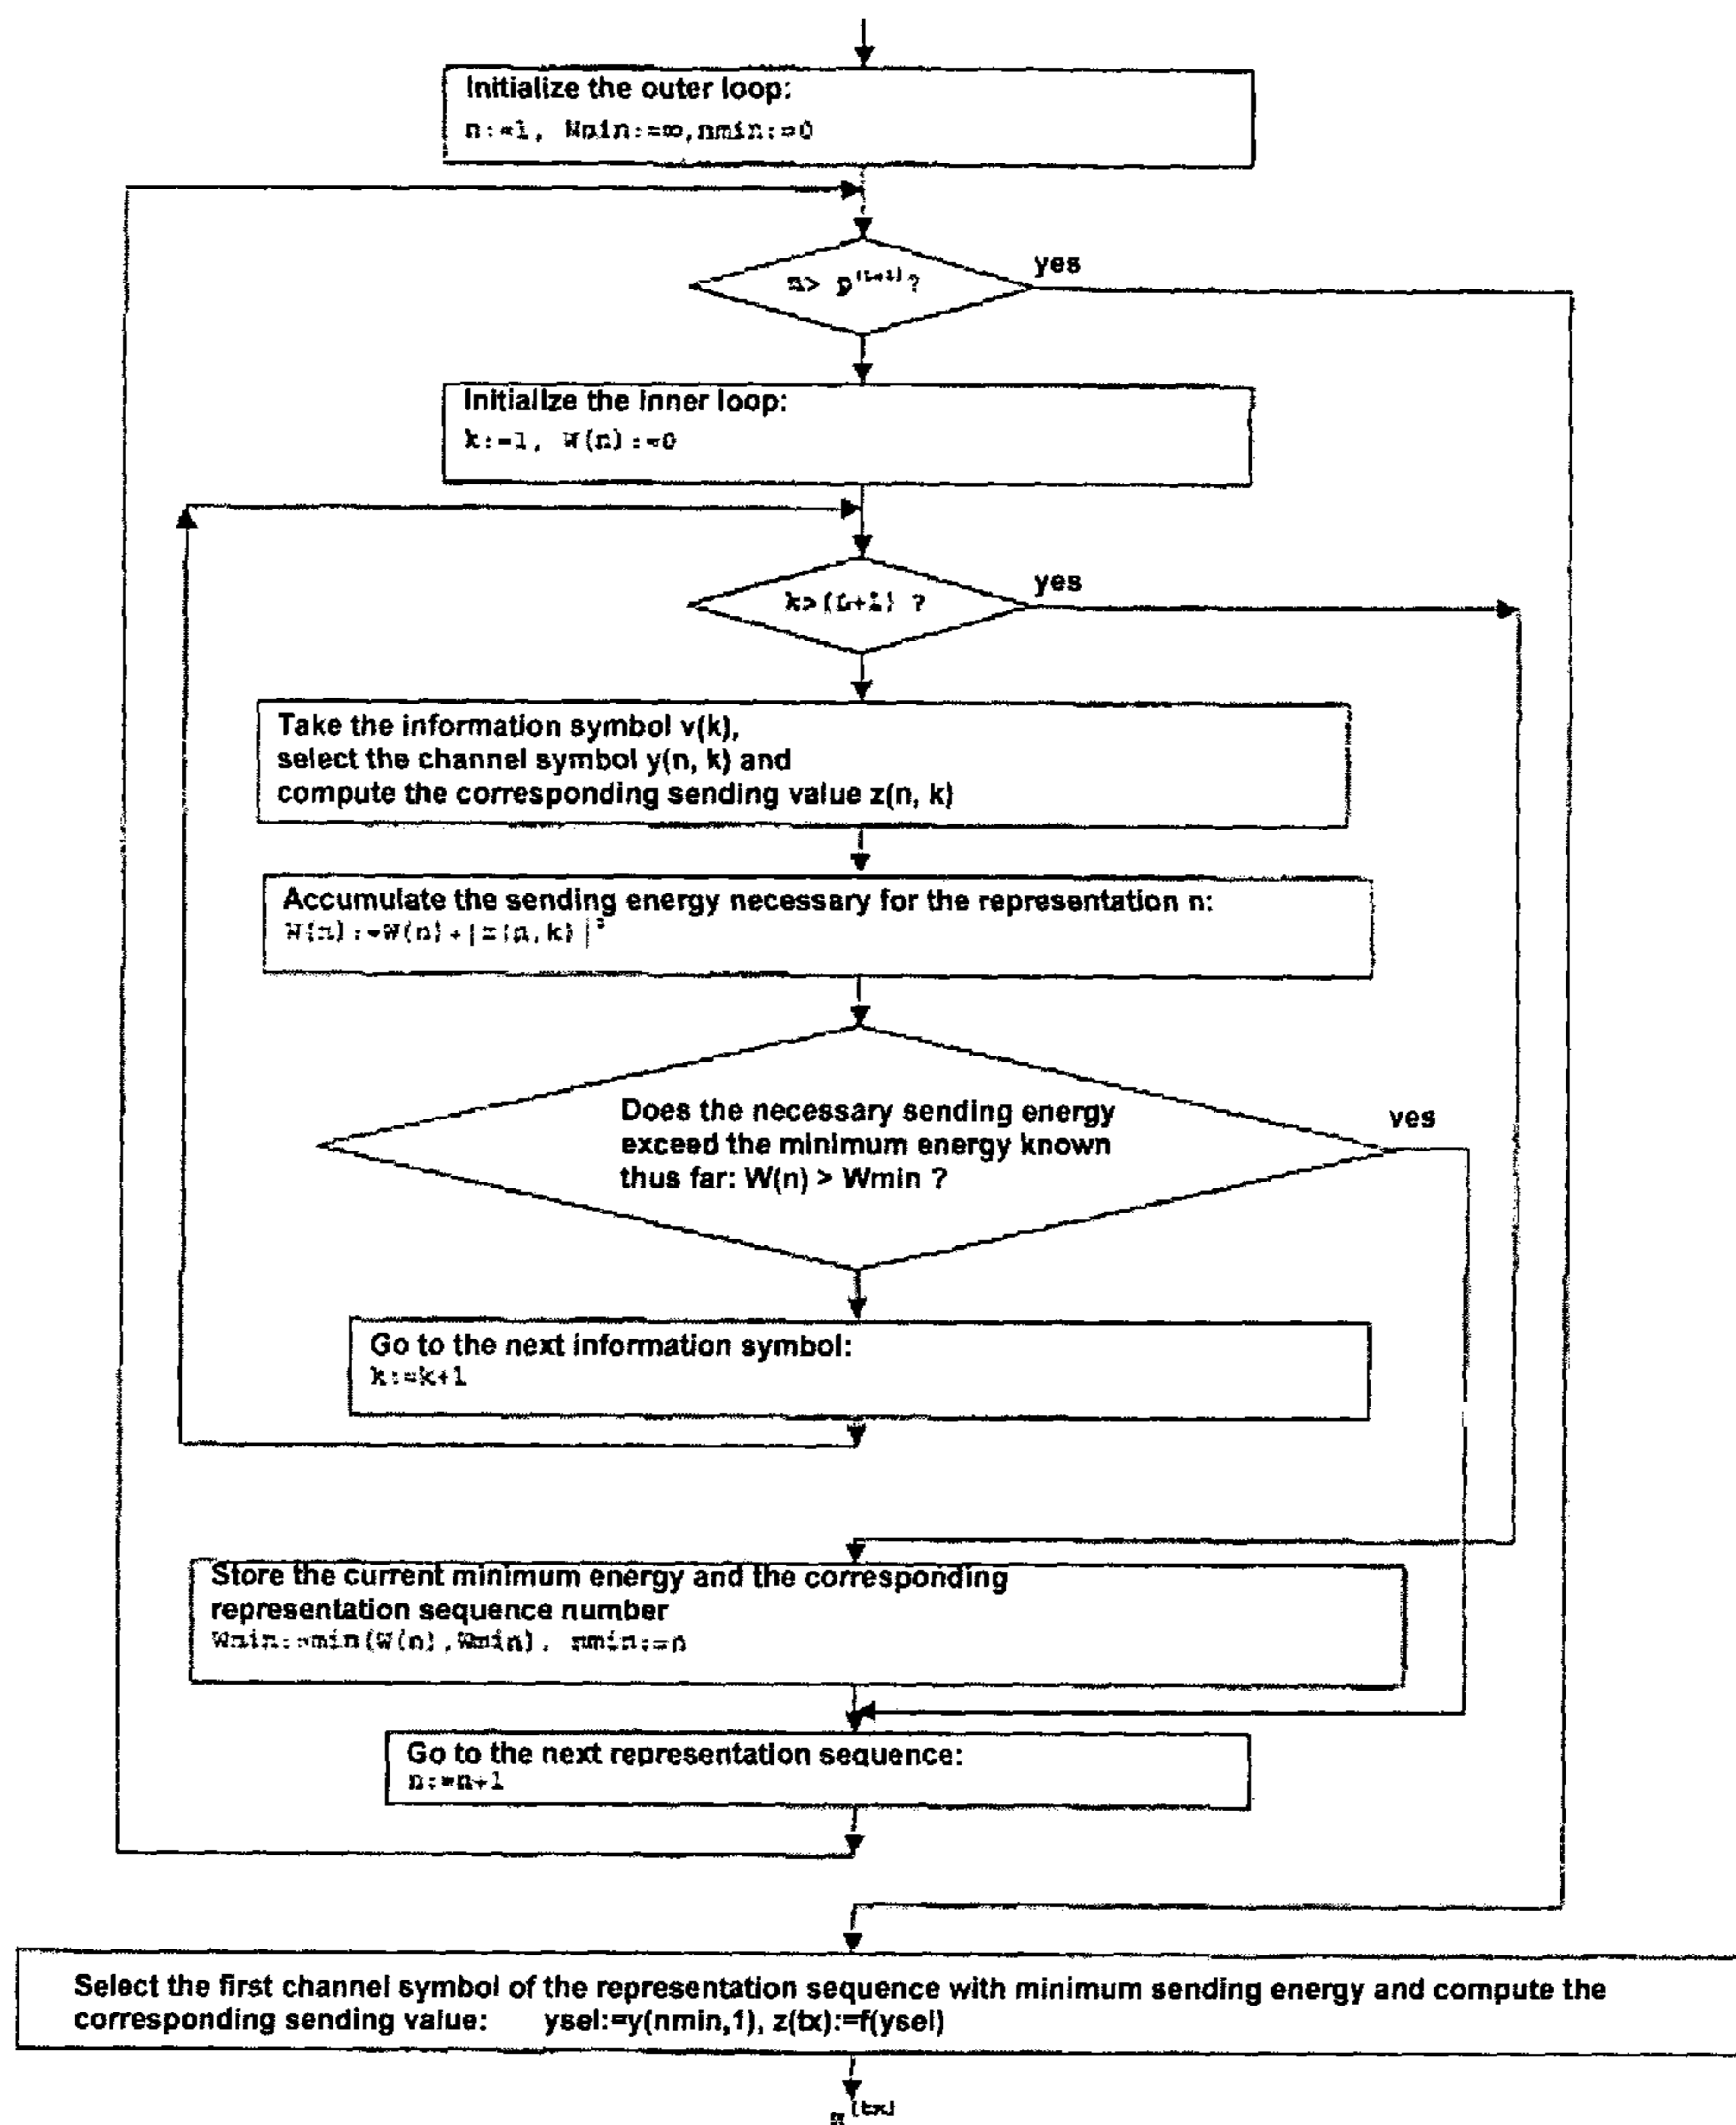 Initialize the outer loop:
n:=1, Wmin:=∞,nmin:=0
yes
n> p^(L+1)?
Initialize the inner loop:
k:=1, W(n):=0
yes
k>(L+1) ?
Take the information symbol v(k),
select the channel symbol y(n, k) and
compute the corresponding sending value z(n, k)
Accumulate the sending energy necessary for the representation n:
W(n):=W(n)+|z(n,k)|²
Does the necessary sending energy
exceed the minimum energy known
thus far: W(n) > Wmin ?
yes
Go to the next information symbol:
k:=k+1
Store the current minimum energy and the corresponding
representation sequence number
Wmin:=min(W(n),Wmin), nmin:=n
Go to the next representation sequence:
n:=n+1
Select the first channel symbol of the representation sequence with minimum sending energy and compute the
corresponding sending value: ysel:=y(nmin,1), z(tx):=f(ysel)
z^(tx)